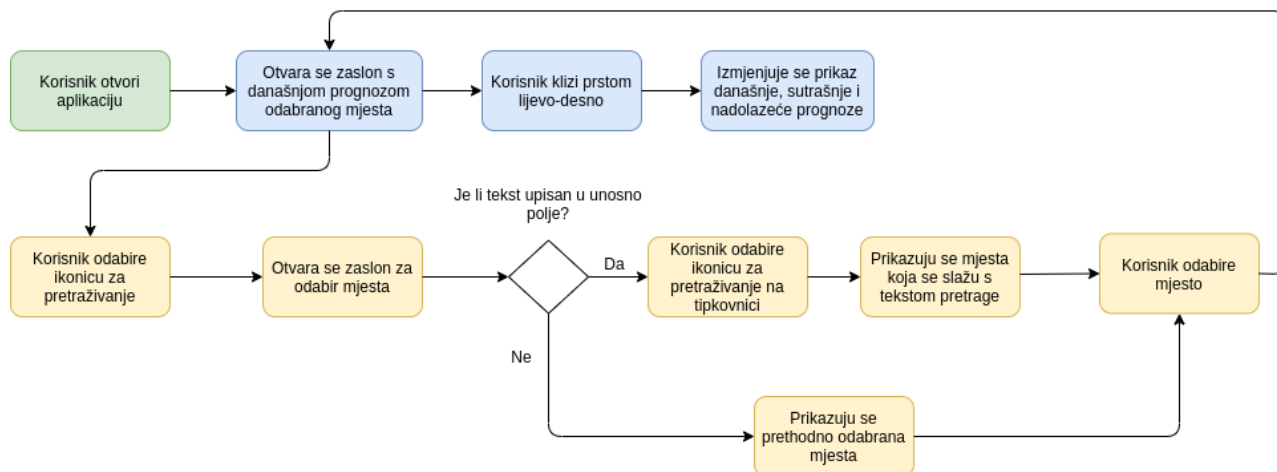 Korisnik otvori
aplikaciju
Otvara se zaslon s
današnjom prognozom
odabranog mjesta
Korisnik klizi prstom
lijevo-desno
Izmjenjuje se prikaz
današnje, sutrašnje i
nadolazeće prognoze
Je li tekst upisan u unosno
polje?
Korisnik odabire
ikonicu za
pretraživanje
Otvara se zaslon za
odabir mjesta
Da
Korisnik odabire
ikonicu za
pretraživanje na
tipkovnici
Prikazuju se mjesta
koja se slažu s
tekstom pretrage
Korisnik odabire
mjesto
Ne
Prikazuju se
prethodno odabrana
mjesta